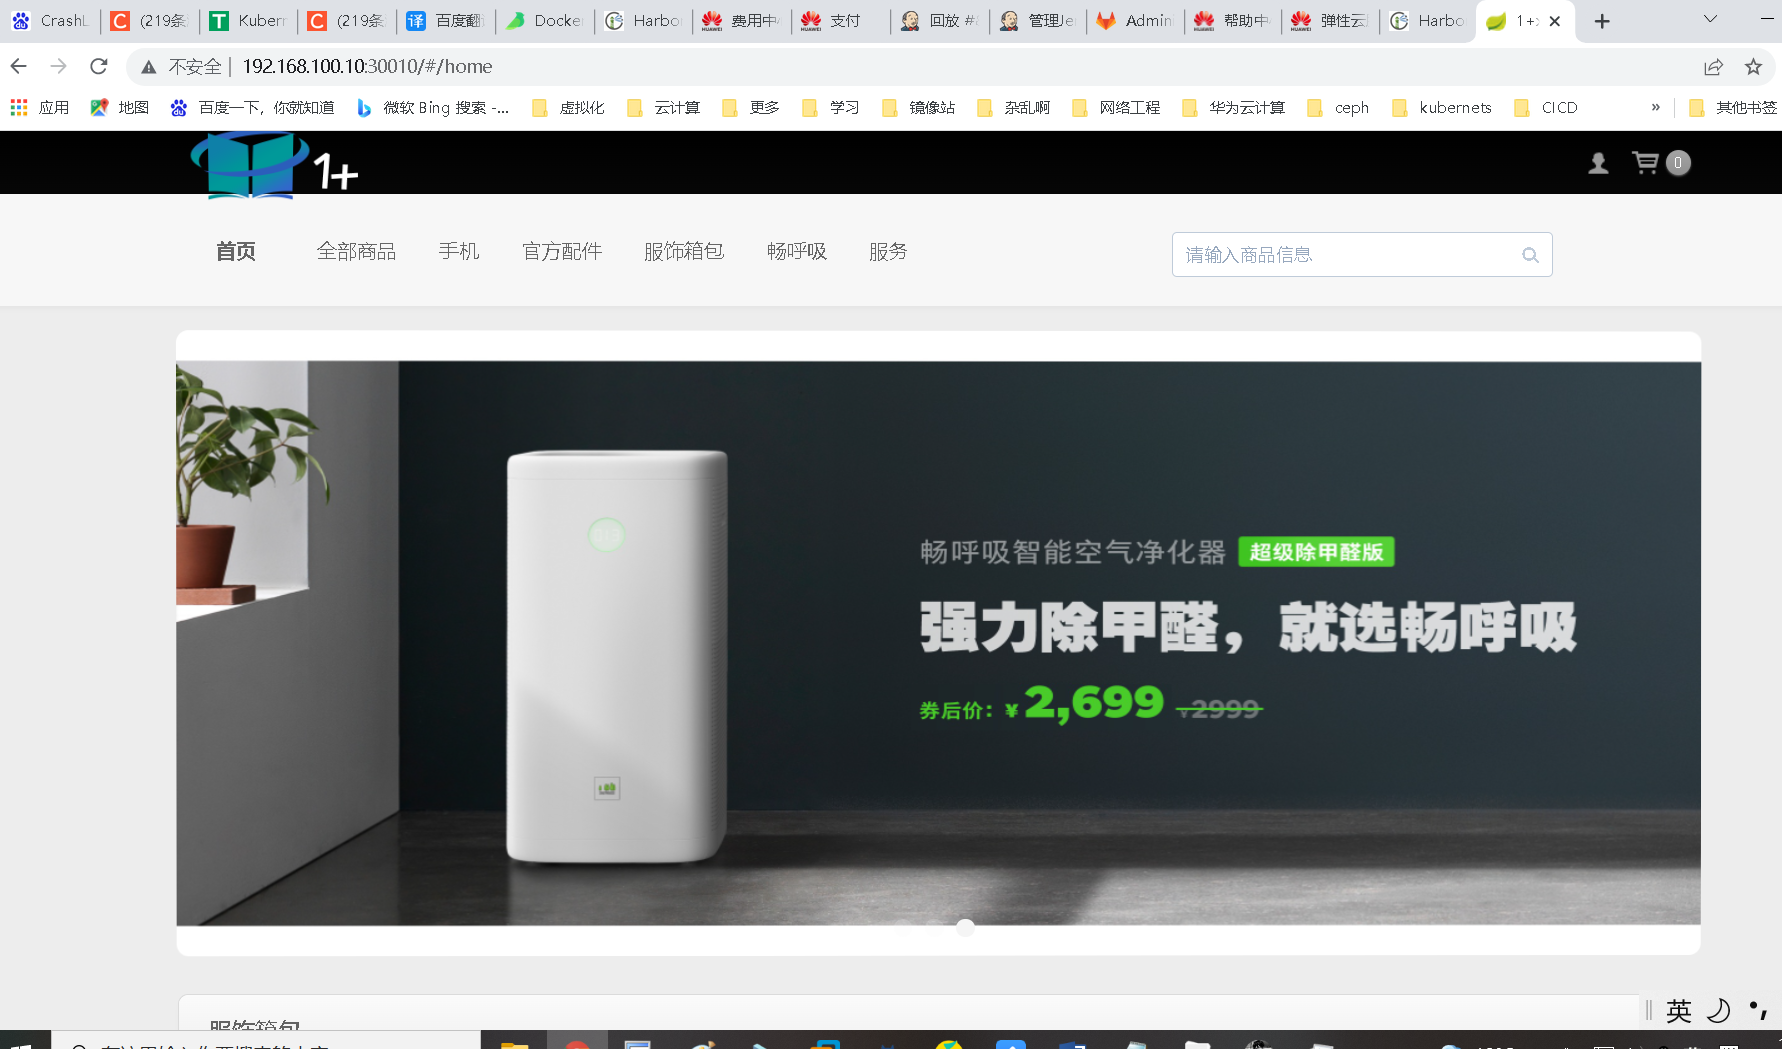 CrashL (219条 Kubern (219条 百度翻 Docker Harbo 费用中 支付 回放 # 管理Je Admin 帮助中 弹性云 Harbo 1+x
不安全 192.168.100.10:30010/#/home
应用 地图 百度一下，你就知道 微软 Bing 搜索 -... 虚拟化 云计算 更多 学习 镜像站 杂乱啊 网络工程 华为云计算 ceph kubernets CICD » 其他书签
1+ 0
首页 全部商品 手机 官方配件 服饰箱包 畅呼吸 服务 请输入商品信息
畅呼吸智能空气净化器 超级除甲醛版
强力除甲醛，就选畅呼吸
券后价：¥2,699 ¥2999
服饰箱包
英